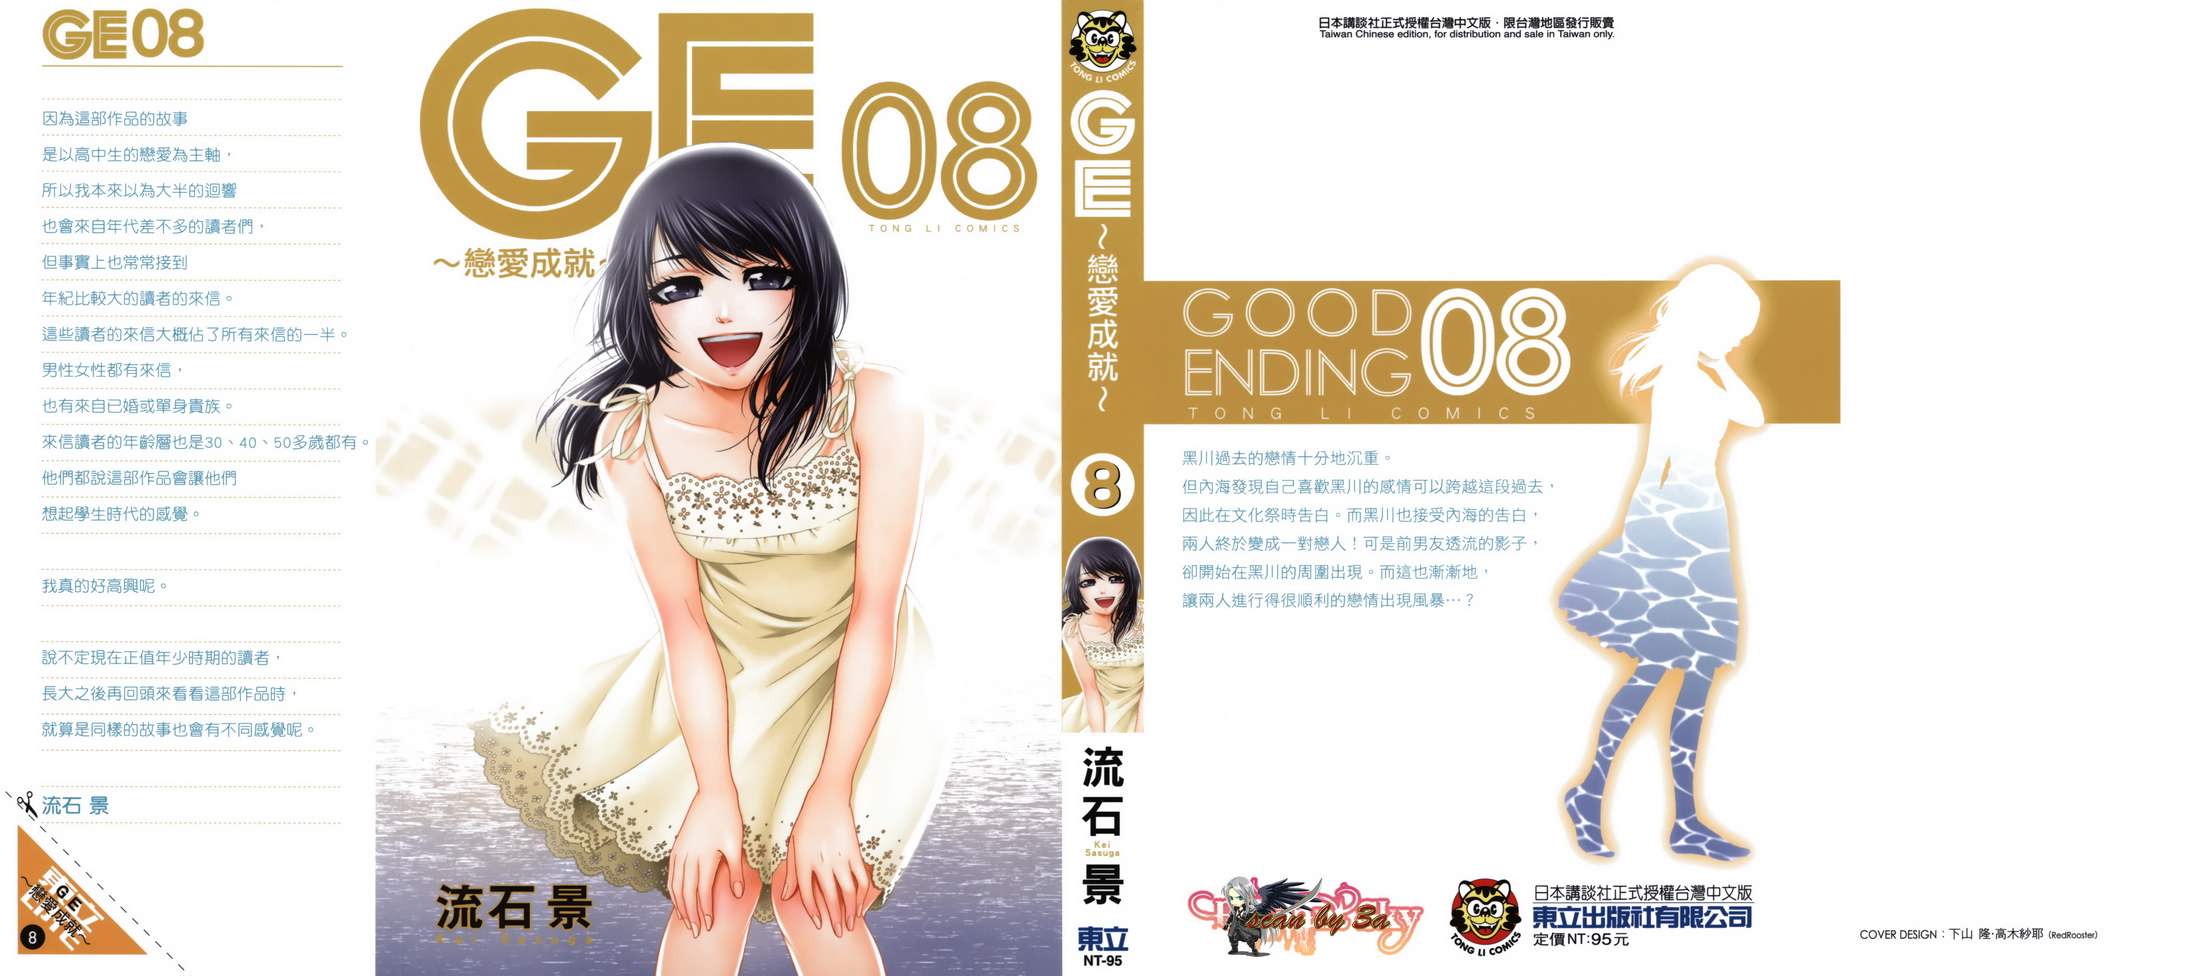 GE08
因為這部作品的故事
是以高中生的戀愛為主軸，
所以我本來以為大半的迴響
也會來自年代差不多的讀者們，
但事實上也常常接到
年紀比較大的讀者的來信。
這些讀者的來信大概佔了所有來信的一半。
男性女性都有來信，
也有來自已婚或單身貴族。
來信讀者的年齡層也是30、40、50多歲都有。
他們都說這部作品會讓他們
想起學生時代的感覺。
我真的好高興呢。
說不定現在正值年少時期的讀者，
長大之後再回頭來看看這部作品時，
就算是同樣的故事也會有不同感覺呢。
流石 景
GE
～戀愛成就～
8
GE 08
TONG LI COMICS
～戀愛成就～
流石景
Kei Sasuga
TONG LI COMICS
GE
～戀愛成就～
8
流石
Kei
Sasuga
景
東立
NT-95
日本講談社正式授權台灣中文版．限台灣地區發行販賣
Taiwan Chinese edition, for distribution and sale in Taiwan only.
GOOD
ENDING 08
TONG LI COMICS
黑川過去的戀情十分地沉重。
但內海發現自己喜歡黑川的感情可以跨越這段過去，
因此在文化祭時告白。而黑川也接受內海的告白，
兩人終於變成一對戀人！可是前男友透流的影子，
卻開始在黑川的周圍出現。而這也漸漸地，
讓兩人進行得很順利的戀情出現風暴…？
scan by 3a
TONG LI COMICS
日本講談社正式授權台灣中文版
東立出版社有限公司
定價NT:95元
COVER DESIGN：下山 隆·高木紗耶 (RedRooster)